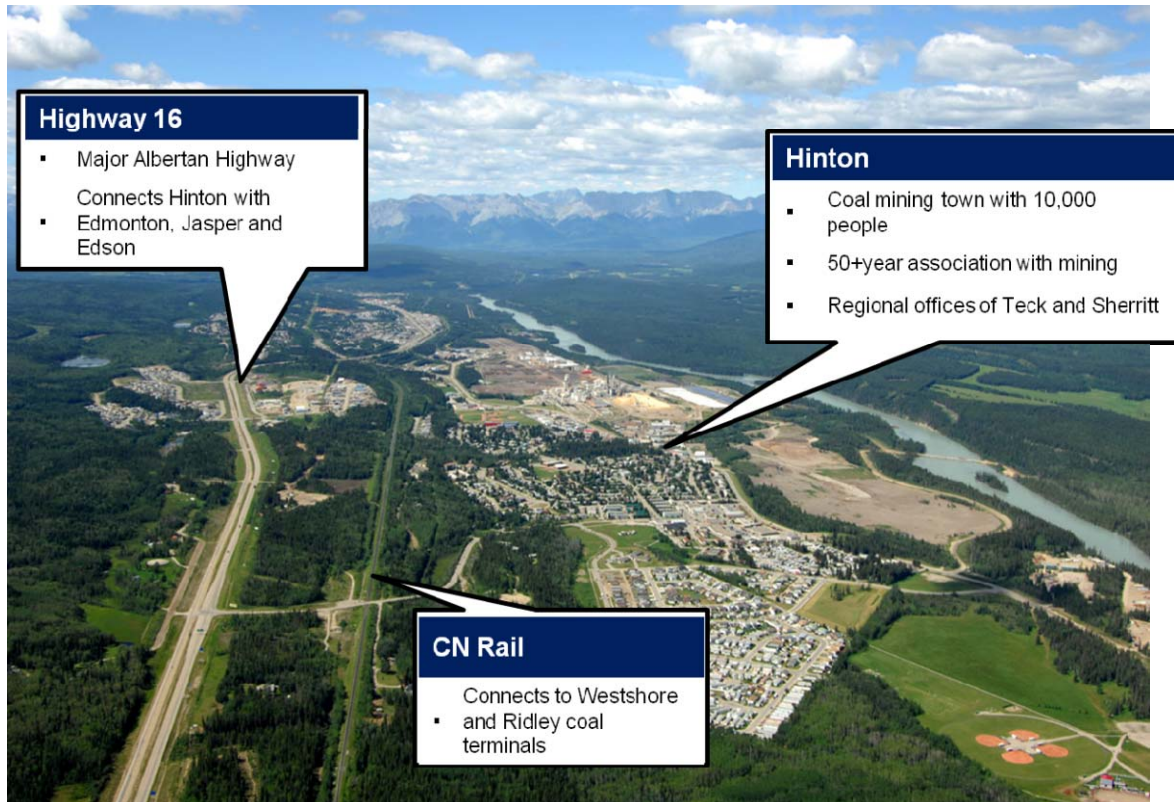 Highway 16
▪ Major Albertan Highway
Connects Hinton with
▪ Edmonton, Jasper and
Edson
Hinton
▪ Coal mining town with 10,000
people
▪ 50+year association with mining
▪ Regional offices of Teck and Sherritt
CN Rail
Connects to Westshore
▪ and Ridley coal
terminals